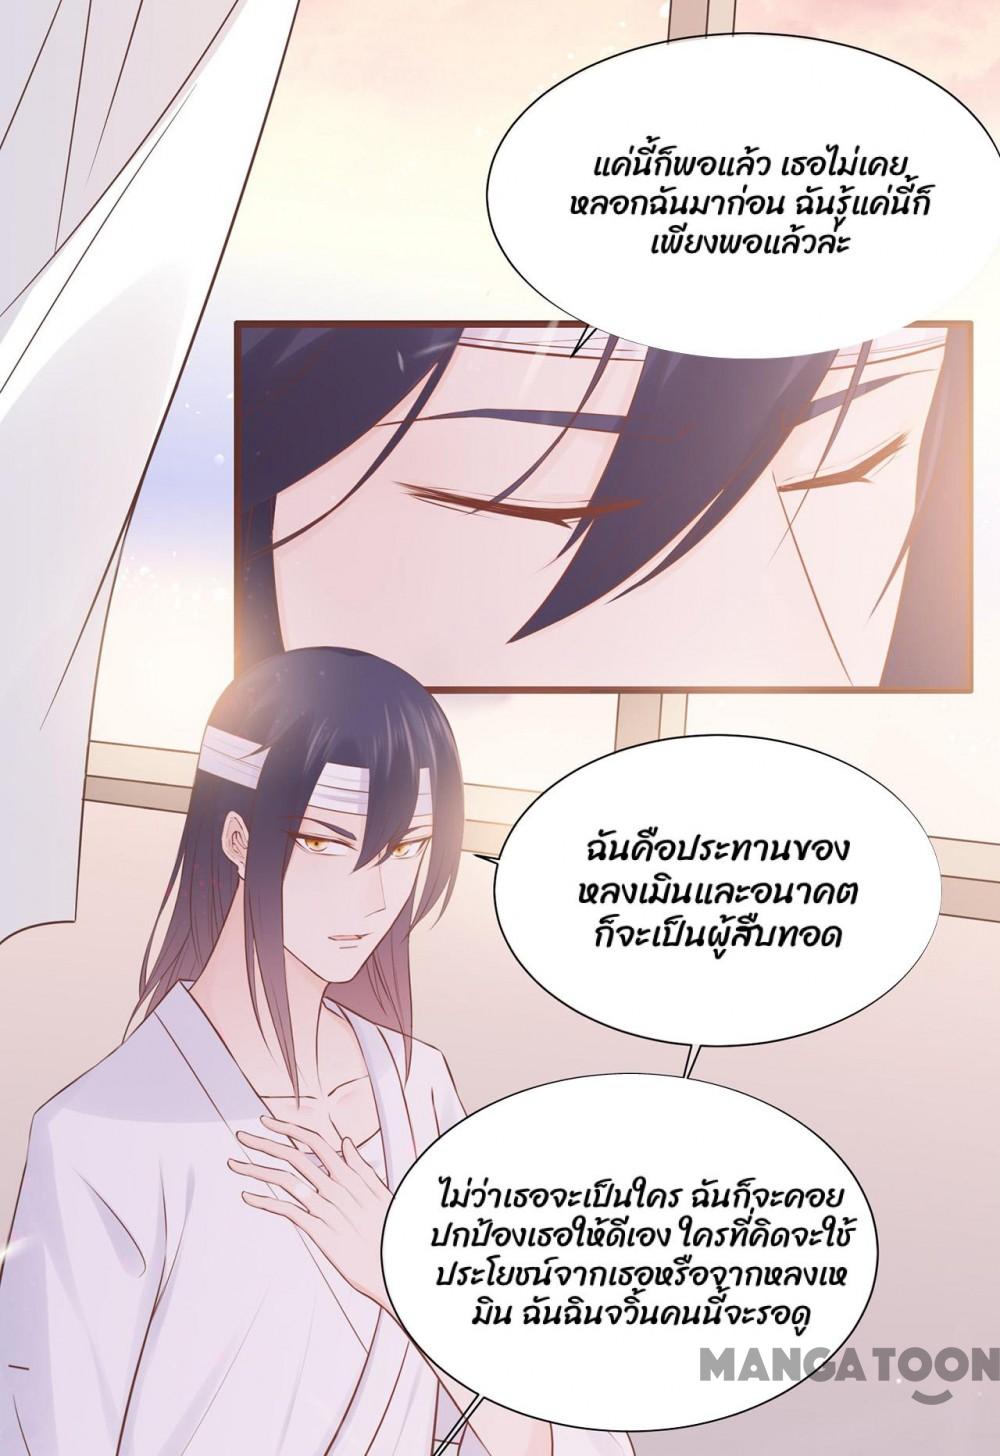 แค่นี้ก็พอแล้ว เธอไม่เคย
หลอกฉันมาก่อน ฉันรู้แค่นี้ก็
เพียงพอแล้วล่ะ
ฉันคือประทานของ
หลงเมินและอนาคต
ก็จะเป็นผู้สืบทอด
ไม่ว่าเธอจะเป็นใคร ฉันก็จะคอย
ปกป้องเธอให้ดีเอง ใครที่คิดจะใช้
ประโยชน์จากเธอหรือจากหลงเห
มิน ฉันฉินจวิ้นคนนี้จะรอดู
MANGATOON